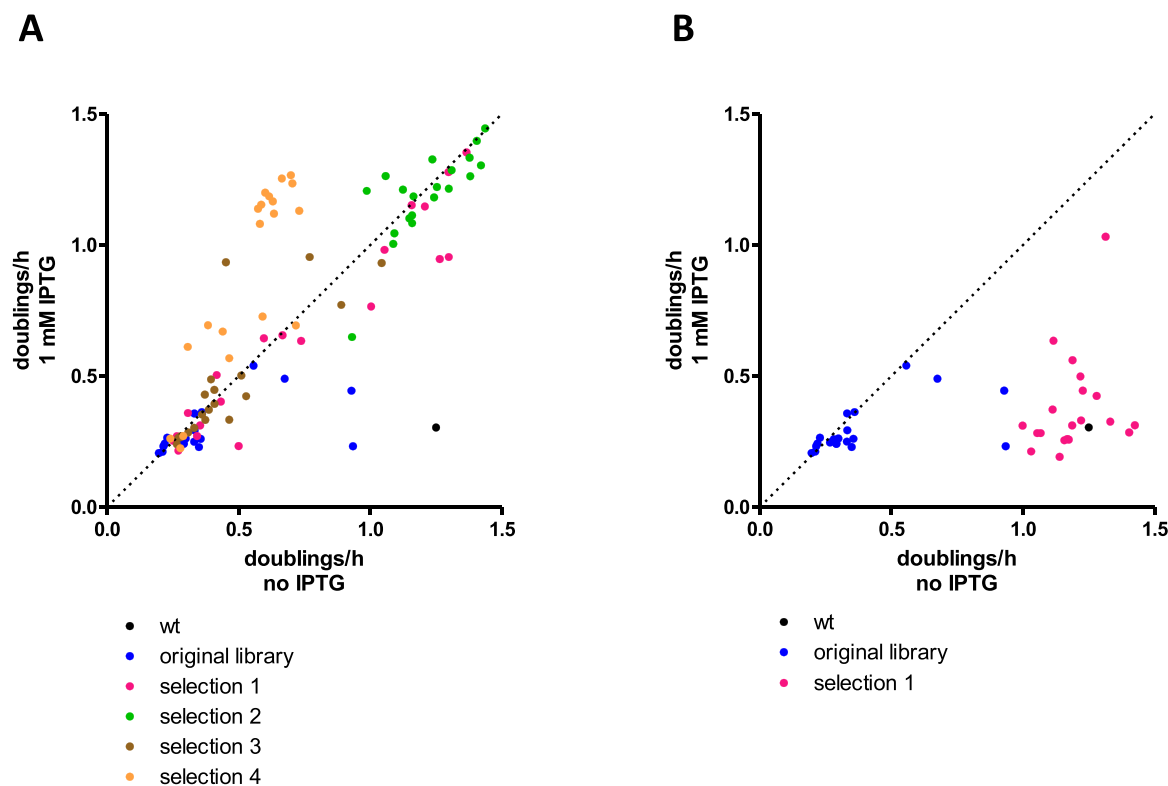 A
1.5
1.0
0.5
0.0
doublings/h
1 mM IPTG
0.0
0.5
1.0
1.5
doublings/h
no IPTG
wt
original library
selection 1
selection 2
selection 3
selection 4
B
1.5
1.0
0.5
0.0
doublings/h
1 mM IPTG
0.0
0.5
1.0
1.5
doublings/h
no IPTG
wt
original library
selection 1